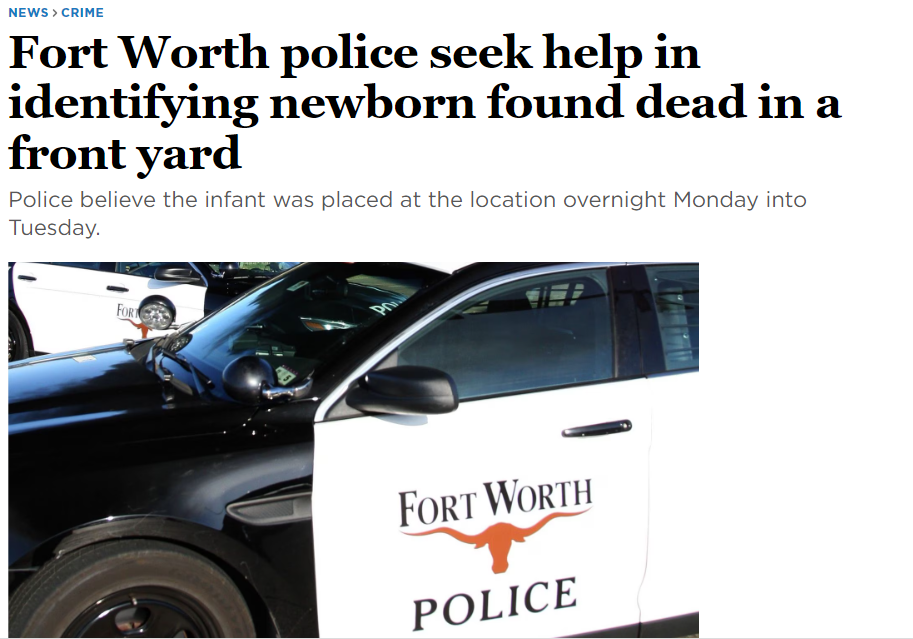 NEWS > CRIME
Fort Worth police seek help in
identifying newborn found dead in a
front yard
Police believe the infant was placed at the location overnight Monday into
Tuesday.
FORT WORTH
POLICE